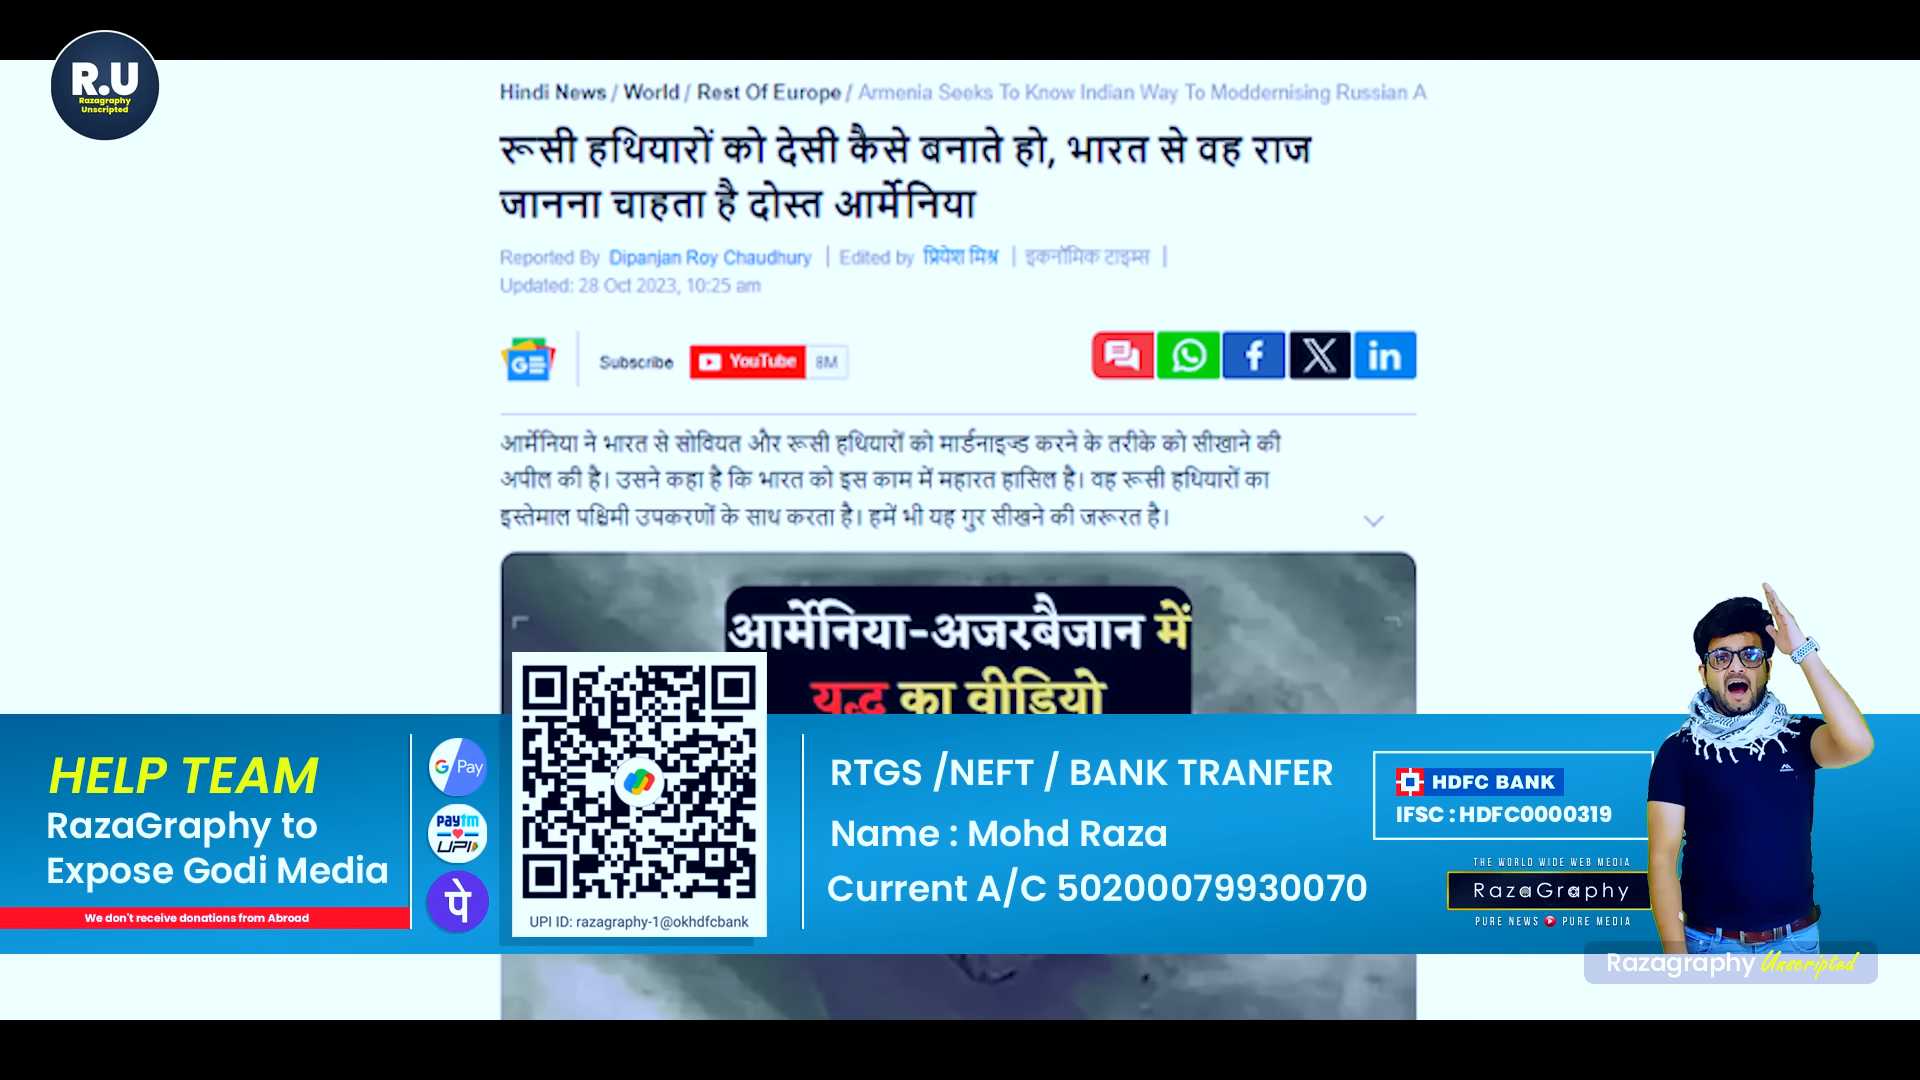 R.U
Razagraphy
Unscripted
Hindi News / World / Rest Of Europe / Armenia Seeks To Know Indian Way To Moddernising Russian A
रूसी हथियारों को देसी कैसे बनाते हो, भारत से वह राज
जानना चाहता है दोस्त आर्मेनिया
Reported By Dipanjan Roy Chaudhury | Edited by प्रियेश मिश्र | इकनॉमिक टाइम्स |
Updated: 28 Oct 2023, 10:25 am
Subscribe YouTube 8M
आर्मेनिया ने भारत से सोवियत और रूसी हथियारों को मार्डनाइज्ड करने के तरीके को सीखाने की
अपील की है। उसने कहा है कि भारत को इस काम में महारत हासिल है। वह रूसी हथियारों का
इस्तेमाल पश्चिमी उपकरणों के साथ करता है। हमें भी यह गुर सीखने की जरूरत है।
आर्मेनिया-अजरबैजान में
युद्ध का वीडियो
HELP TEAM
RazaGraphy to
Expose Godi Media
We don't receive donations from Abroad
G Pay
paytm
UPI
पे
UPI ID: razagraphy-1@okhdfcbank
RTGS /NEFT / BANK TRANFER
Name : Mohd Raza
Current A/C 50200079930070
HDFC BANK
IFSC : HDFC0000319
THE WORLD WIDE WEB MEDIA
RazaGraphy
PURE NEWS PURE MEDIA
Razagraphy Unscripted